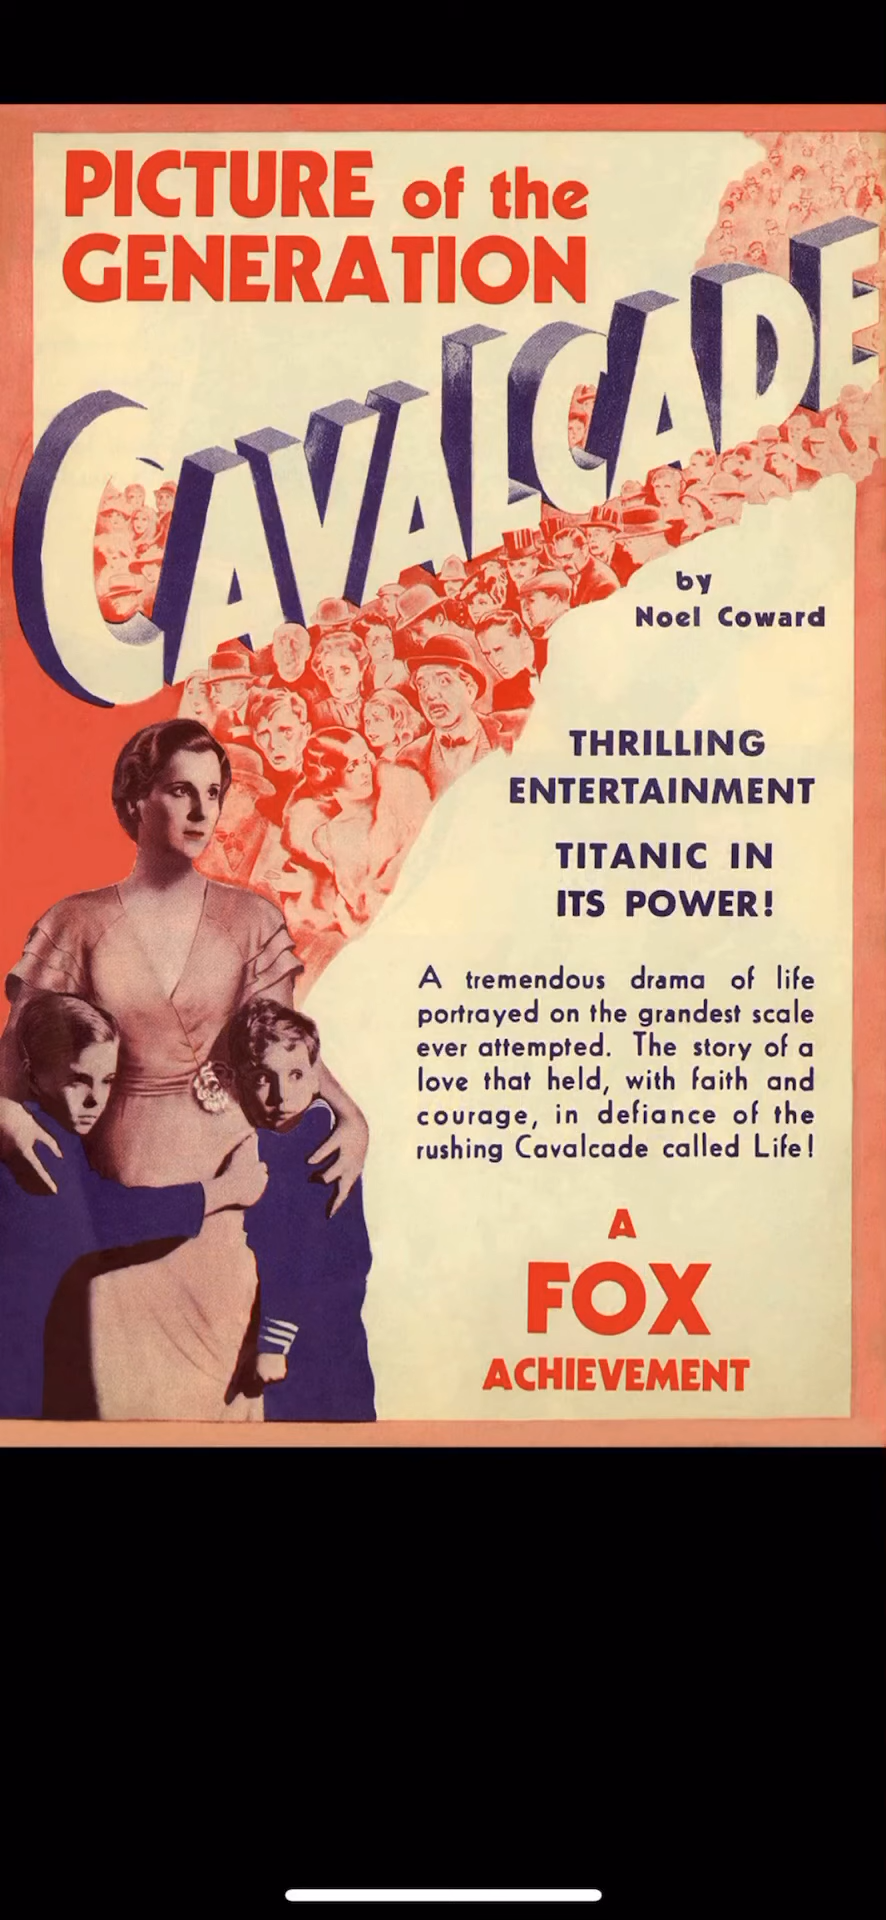 PICTURE of the
GENERATION
CAVALCADE
by
Noel Coward
THRILLING
ENTERTAINMENT
TITANIC IN
ITS POWER!
A tremendous drama of life
portrayed on the grandest scale
ever attempted. The story of a
love that held, with faith and
courage, in defiance of the
rushing Cavalcade called Life!
A
FOX
ACHIEVEMENT